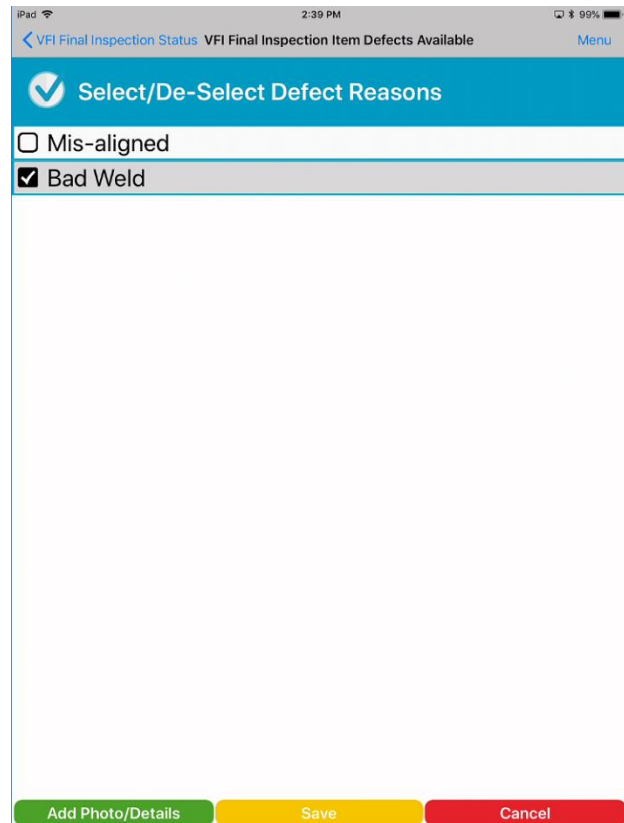 iPad 2:39 PM 99%
VFI Final Inspection Status VFI Final Inspection Item Defects Available Menu
Select/De-Select Defect Reasons
Mis-aligned
Bad Weld
Add Photo/Details Save Cancel